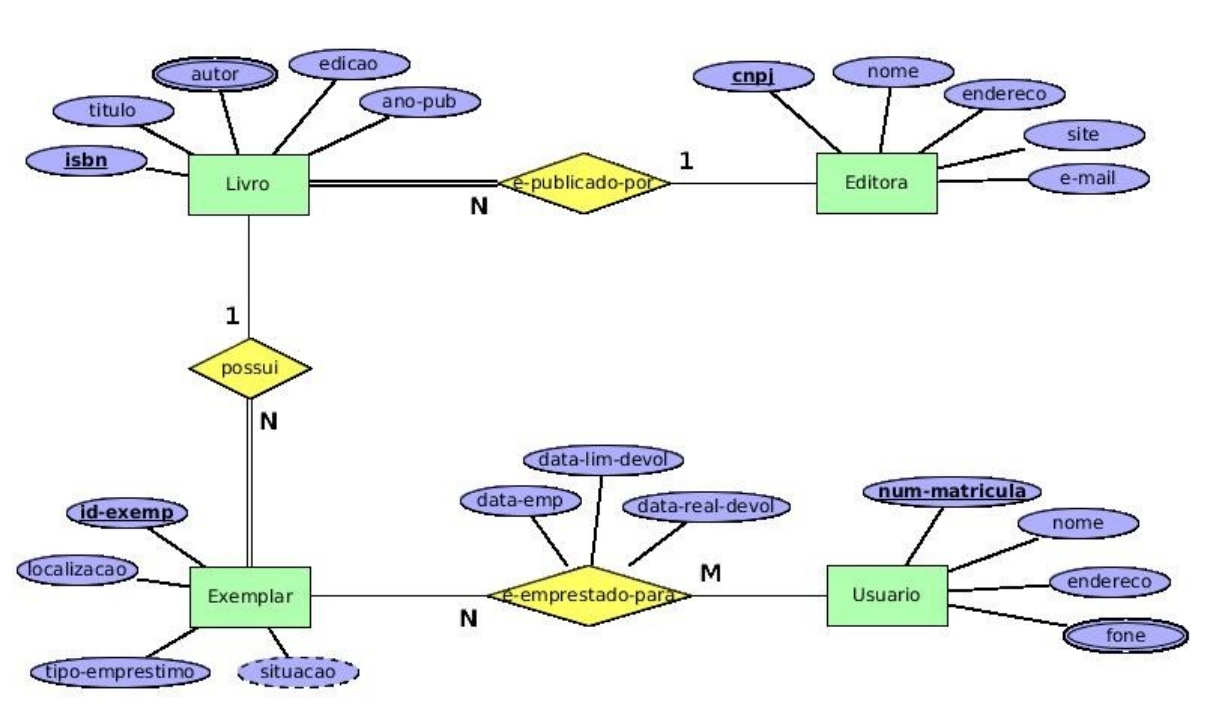 autor
edicao
titulo
ano-pub
isbn
Livro
e-publicado-por
N
1
cnpj
nome
endereco
site
e-mail
Editora
1
possui
N
id-exemp
localizacao
Exemplar
tipo-emprestimo
situacao
data-lim-devol
data-emp
data-real-devol
e-emprestado-para
N
M
num-matricula
nome
endereco
fone
Usuario